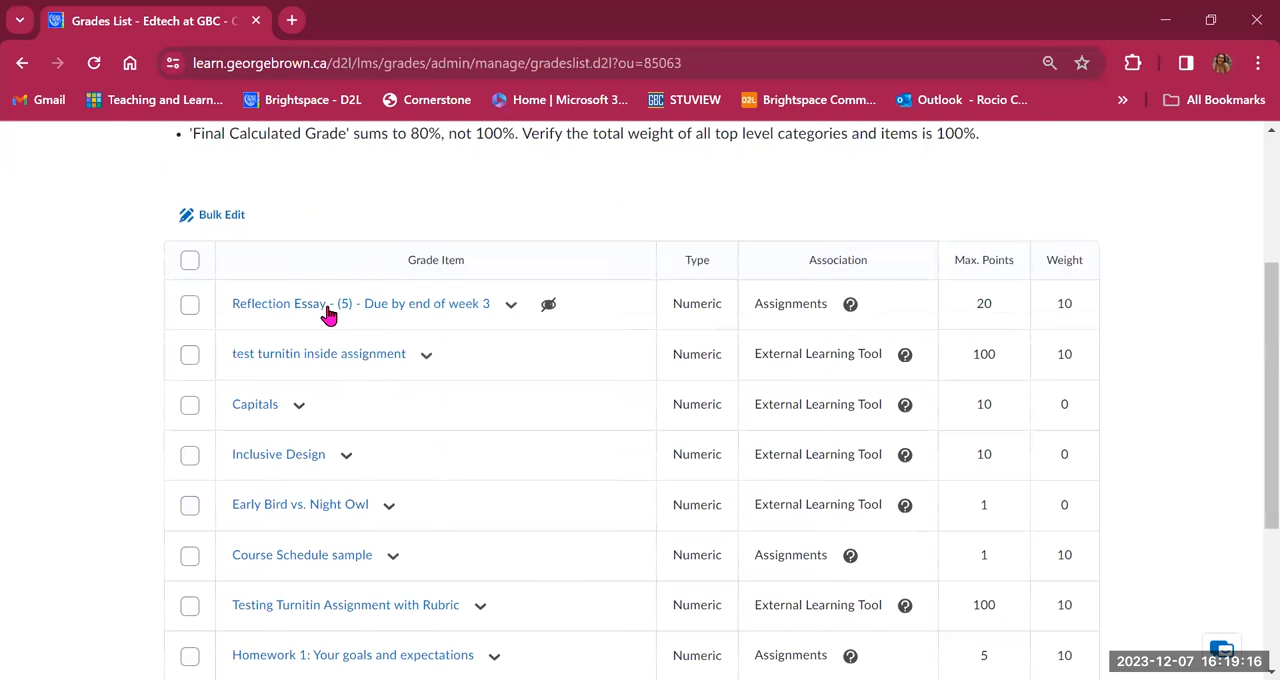 Grades List - Edtech at GBC - C
learn.georgebrown.ca/d2l/lms/grades/admin/manage/gradeslist.d2l?ou=85063
Gmail Teaching and Learn... Brightspace - D2L Cornerstone Home | Microsoft 3... GBC STUVIEW D2L Brightspace Comm... Outlook - Rocio C... » All Bookmarks
• 'Final Calculated Grade' sums to 80%, not 100%. Verify the total weight of all top level categories and items is 100%.
Bulk Edit
Grade Item Type Association Max. Points Weight
Reflection Essay - (5) - Due by end of week 3 Numeric Assignments ? 20 10
test turnitin inside assignment Numeric External Learning Tool ? 100 10
Capitals Numeric External Learning Tool ? 10 0
Inclusive Design Numeric External Learning Tool ? 10 0
Early Bird vs. Night Owl Numeric External Learning Tool ? 1 0
Course Schedule sample Numeric Assignments ? 1 10
Testing Turnitin Assignment with Rubric Numeric External Learning Tool ? 100 10
Homework 1: Your goals and expectations Numeric Assignments ? 5 10
2023-12-07 16:19:16